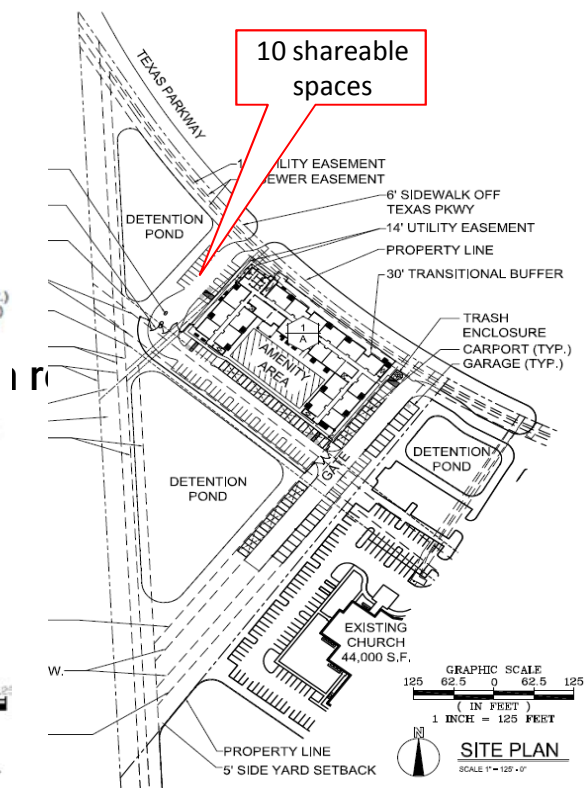 10 shareable
spaces
TEXAS PARKWAY
UTILITY EASEMENT
SEWER EASEMENT
6' SIDEWALK OFF
TEXAS PKWY
14' UTILITY EASEMENT
PROPERTY LINE
30' TRANSITIONAL BUFFER
DETENTION
POND
1
A
TRASH
ENCLOSURE
CARPORT (TYP.)
GARAGE (TYP.)
AMENITY
AREA
GATE
DETENTION
POND
DETENTION
POND
EXISTING
CHURCH
44,000 S.F.
W.
GRAPHIC SCALE
125 62.5 0 62.5 125
( IN FEET )
1 INCH = 125 FEET
N
SITE PLAN
SCALE 1" = 125'-0"
PROPERTY LINE
5' SIDE YARD SETBACK